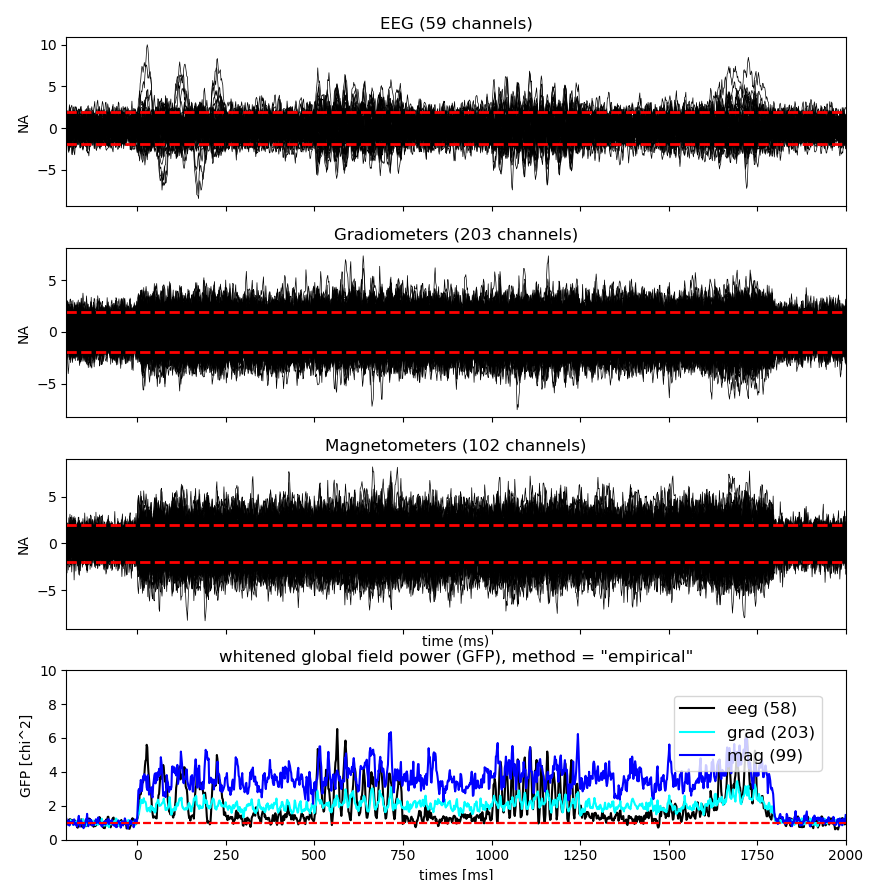 EEG (59 channels)
10
5
0
−5
NA
Gradiometers (203 channels)
5
0
−5
NA
Magnetometers (102 channels)
5
0
−5
NA
time (ms)
whitened global field power (GFP), method = "empirical"
10
8
6
4
2
0
GFP [chi^2]
eeg (58)
grad (203)
mag (99)
0 250 500 750 1000 1250 1500 1750 2000
times [ms]